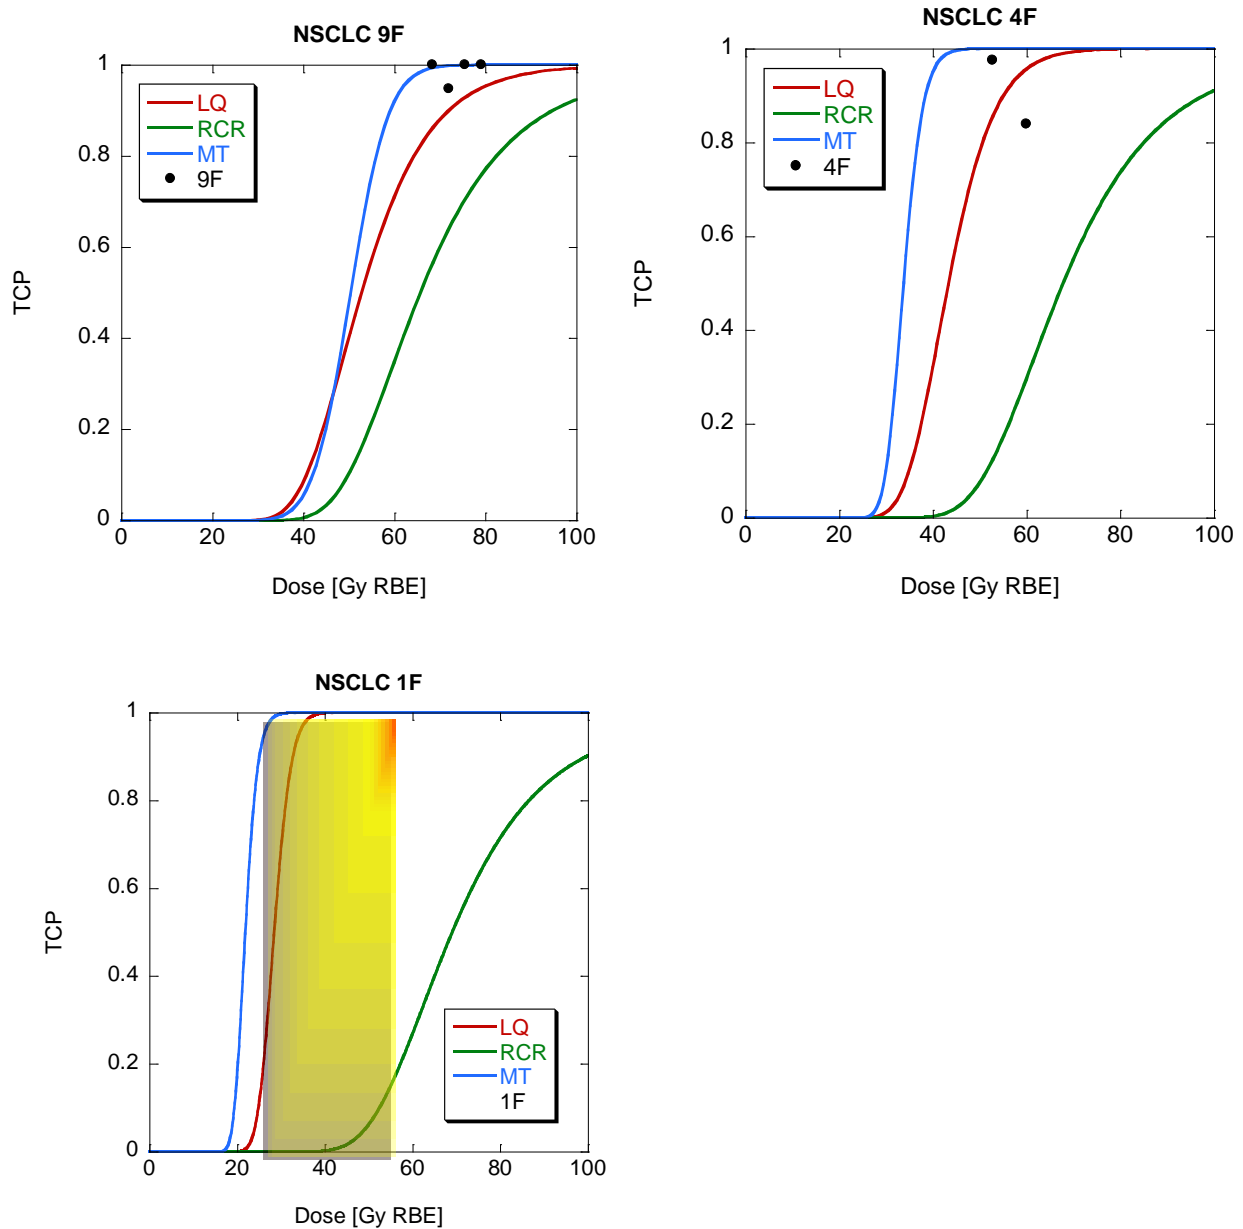 NSCLC 9F
1
0.8
0.6
0.4
0.2
0
TCP
LQ
RCR
MT
9F
0 20 40 60 80 100
Dose [Gy RBE]
NSCLC 4F
1
0.8
0.6
0.4
0.2
0
TCP
LQ
RCR
MT
4F
0 20 40 60 80 100
Dose [Gy RBE]
NSCLC 1F
1
0.8
0.6
0.4
0.2
0
TCP
LQ
RCR
MT
1F
0 20 40 60 80 100
Dose [Gy RBE]